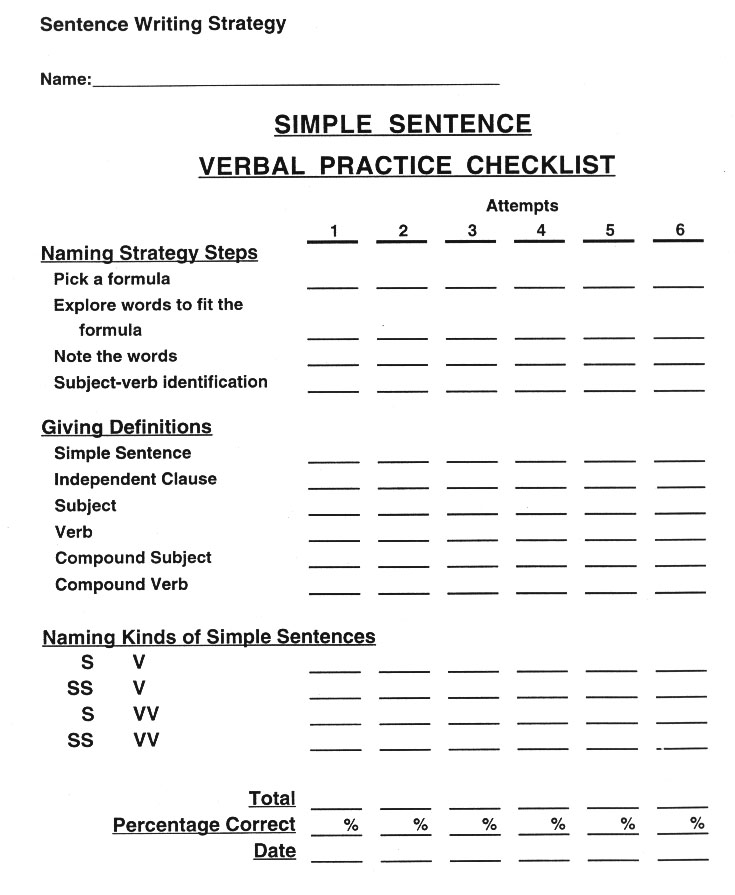 Sentence Writing Strategy
Name:
SIMPLE SENTENCE
VERBAL PRACTICE CHECKLIST
Attempts
1 2 3 4 5 6
Naming Strategy Steps
Pick a formula
Explore words to fit the
formula
Note the words
Subject-verb identification
Giving Definitions
Simple Sentence
Independent Clause
Subject
Verb
Compound Subject
Compound Verb
Naming Kinds of Simple Sentences
S V
SS V
S VV
SS VV
Total
Percentage Correct % % % % % %
Date